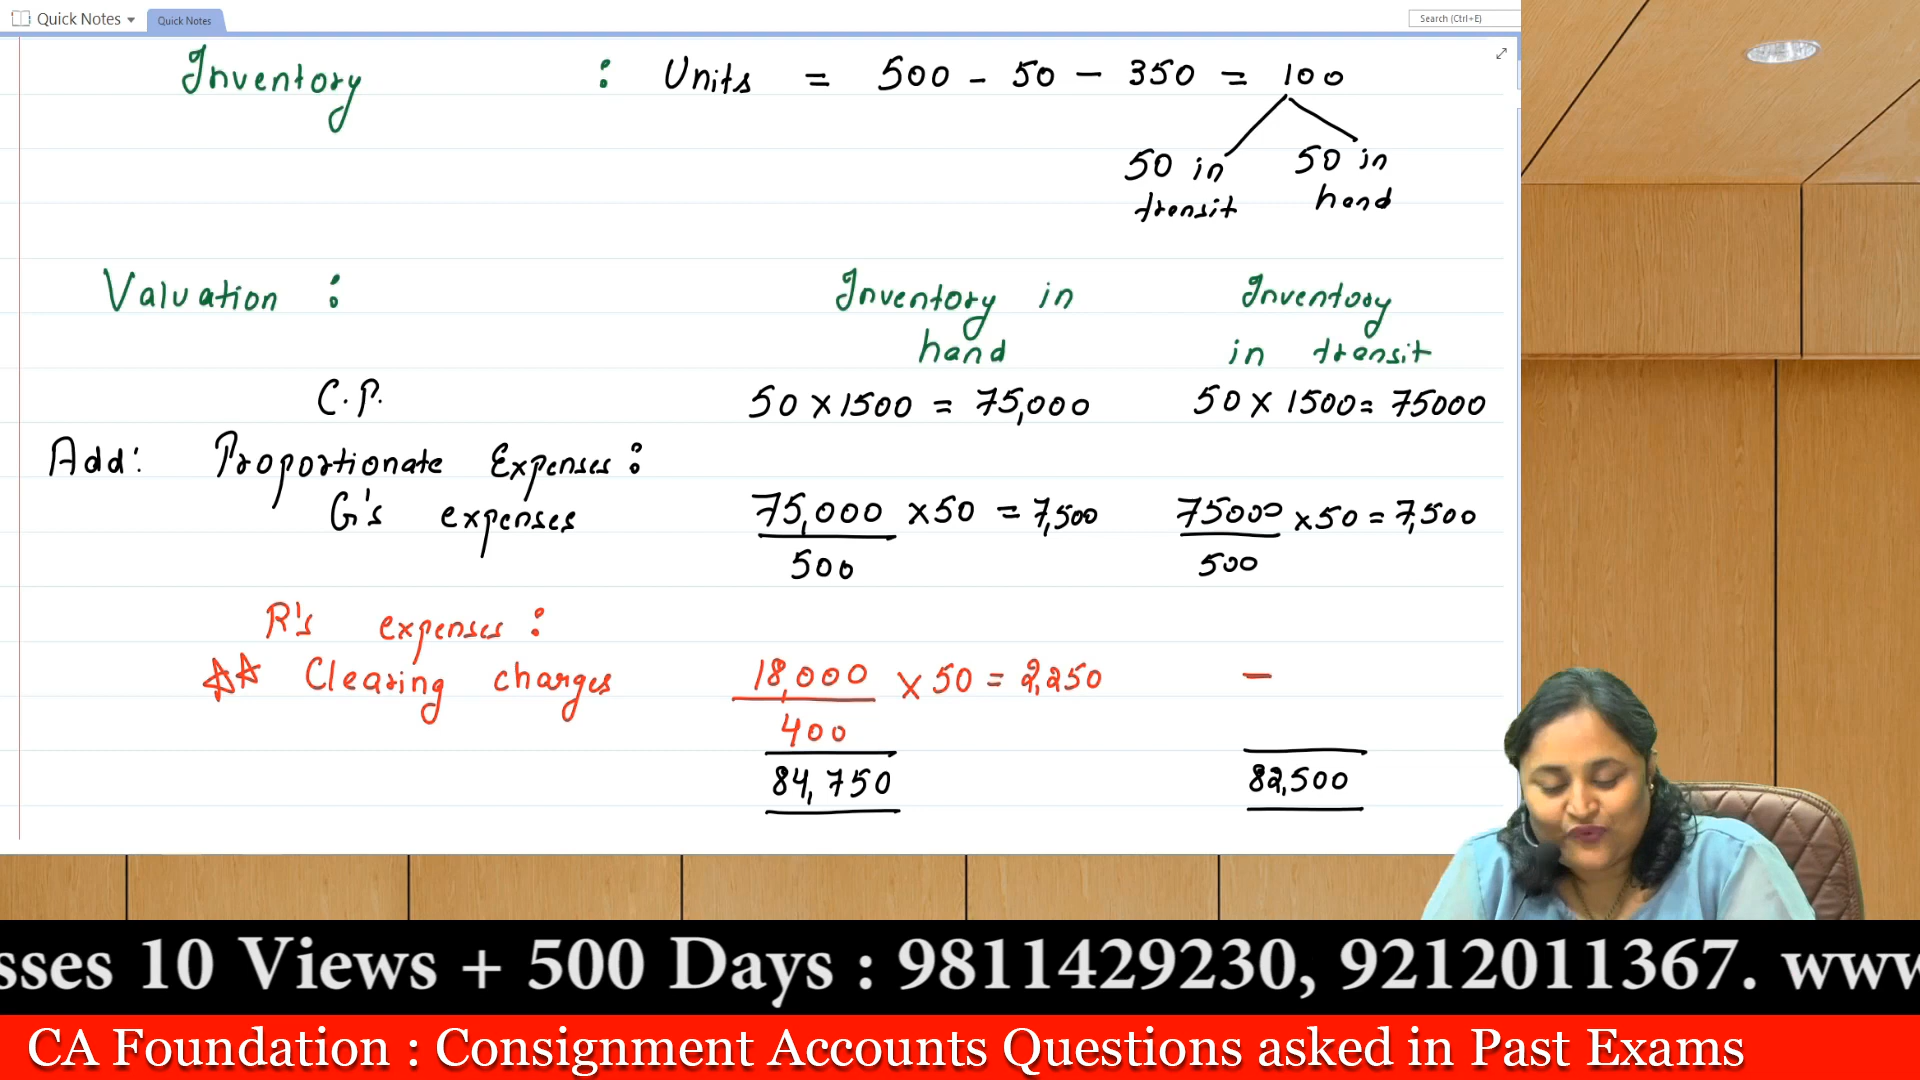 Quick Notes
Quick Notes
Search (Ctrl+E)
Inventory : Units = 500 - 50 - 350 = 100
50 in transit
50 in hand
Valuation : Inventory in hand Inventory in transit
C.P. 50 × 1500 = 75,000 50 × 1500 = 75000
Add: Proportionate Expenses:
G's expenses 75,000/500 × 50 = 7,500 75000/500 × 50 = 7,500
R's expenses :
Clearing charges 18,000/400 × 50 = 2,250 -
84,750 82,500
sses 10 Views + 500 Days : 9811429230, 9212011367. www
CA Foundation : Consignment Accounts Questions asked in Past Exams